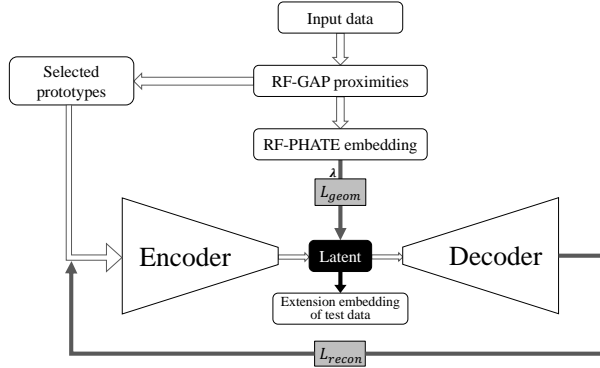 Input data
Selected
prototypes
RF-GAP proximities
RF-PHATE embedding
λ
L_geom
Encoder
Latent
Decoder
Extension embedding
of test data
L_recon